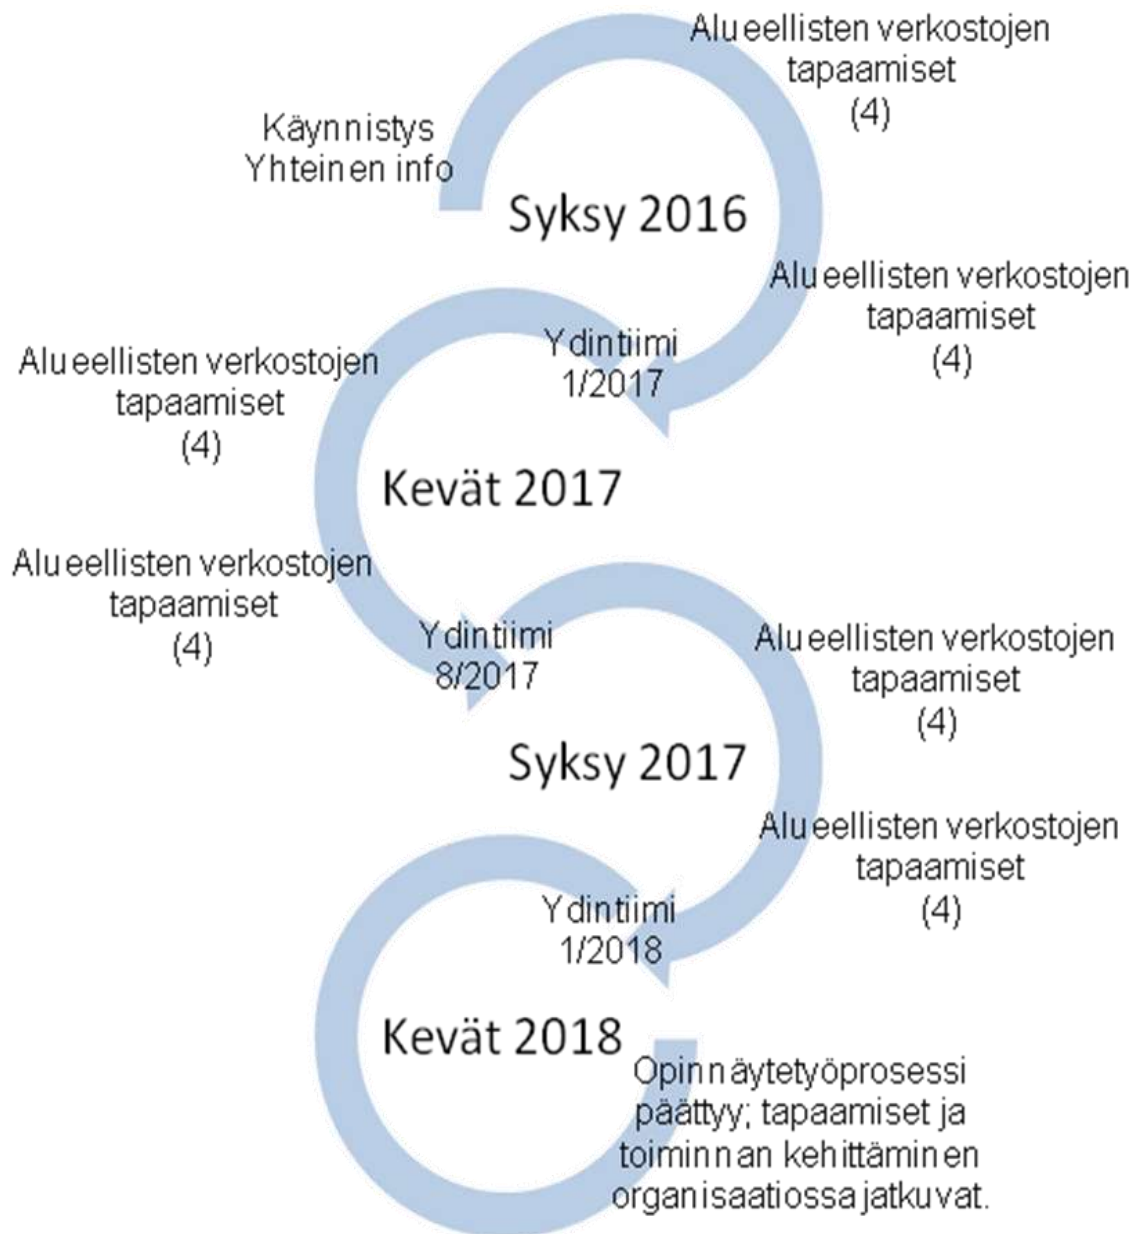 Käynnistys
Yhteinen info
Alueellisten verkostojen
tapaamiset
(4)
Syksy 2016
Alueellisten verkostojen
tapaamiset
(4)
Ydintiimi
1/2017
Alueellisten verkostojen
tapaamiset
(4)
Kevät 2017
Alueellisten verkostojen
tapaamiset
(4)
Ydintiimi
8/2017
Alueellisten verkostojen
tapaamiset
(4)
Syksy 2017
Alueellisten verkostojen
tapaamiset
(4)
Ydintiimi
1/2018
Kevät 2018
Opinnäytetyöprosessi
päättyy; tapaamiset ja
toiminnan kehittäminen
organisaatiossa jatkuvat.